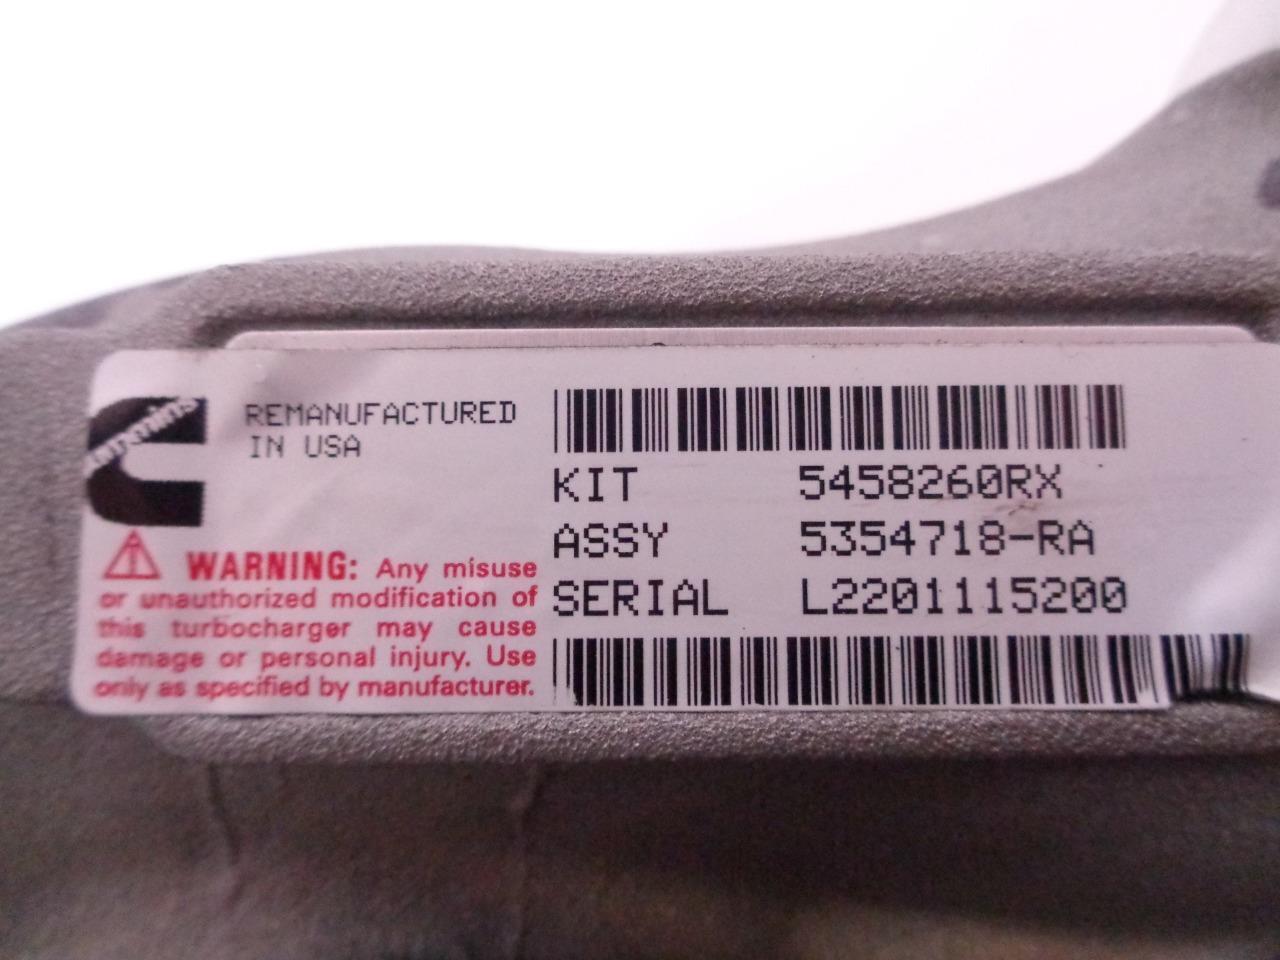 cummins
REMANUFACTURED
IN USA
KIT 5458260RX
ASSY 5354718-RA
SERIAL L2201115200
WARNING: Any misuse
or unauthorized modification of
this turbocharger may cause
damage or personal injury. Use
only as specified by manufacturer.